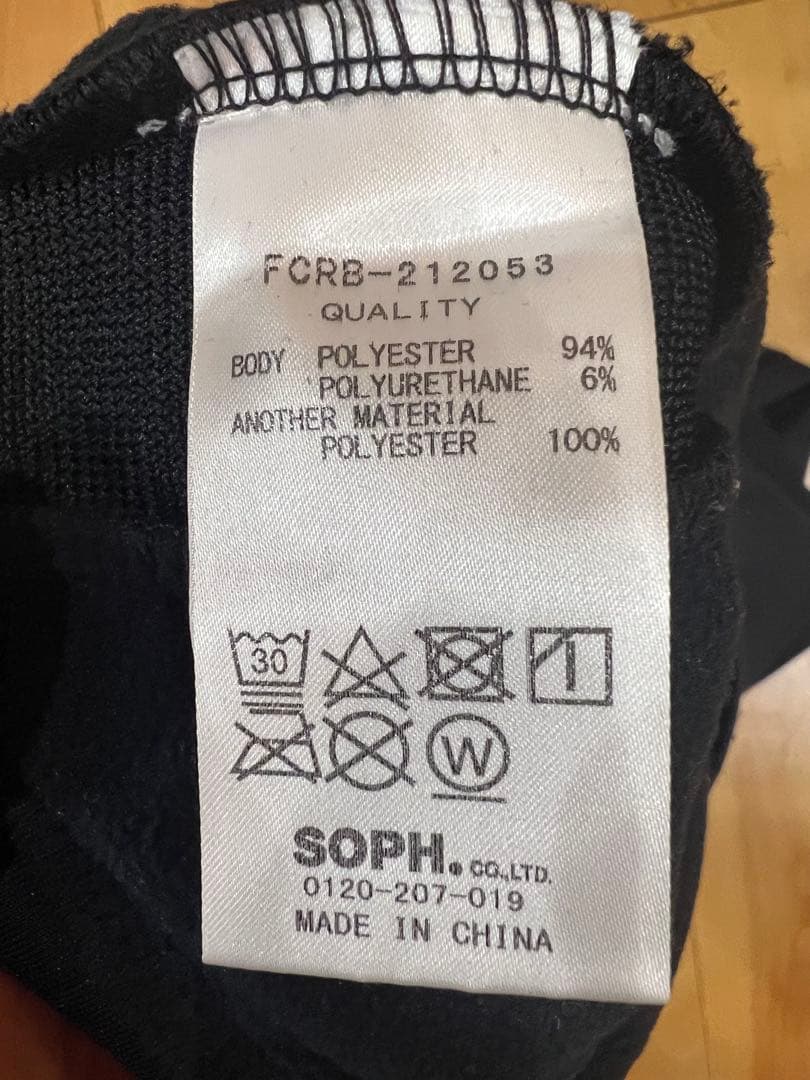 FCRB-212053
QUALITY
BODY POLYESTER 94%
POLYURETHANE 6%
ANOTHER MATERIAL
POLYESTER 100%
30
W
SOPH. CO.,LTD.
0120-207-019
MADE IN CHINA